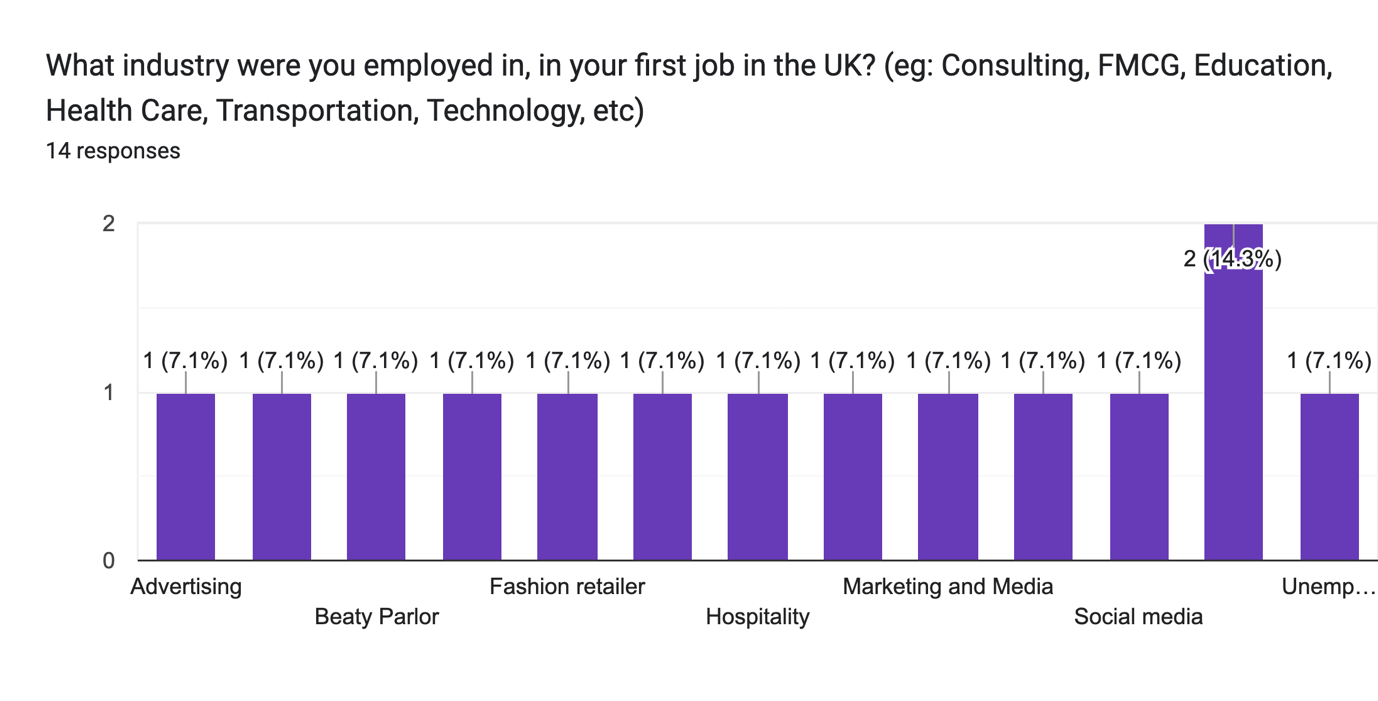 What industry were you employed in, in your first job in the UK? (eg: Consulting, FMCG, Education,
Health Care, Transportation, Technology, etc)
14 responses
2
2 (14.3%)
1 (7.1%) 1 (7.1%) 1 (7.1%) 1 (7.1%) 1 (7.1%) 1 (7.1%) 1 (7.1%) 1 (7.1%) 1 (7.1%) 1 (7.1%) 1 (7.1%) 1 (7.1%)
1
0
Advertising Fashion retailer Marketing and Media Unemp...
Beaty Parlor Hospitality Social media